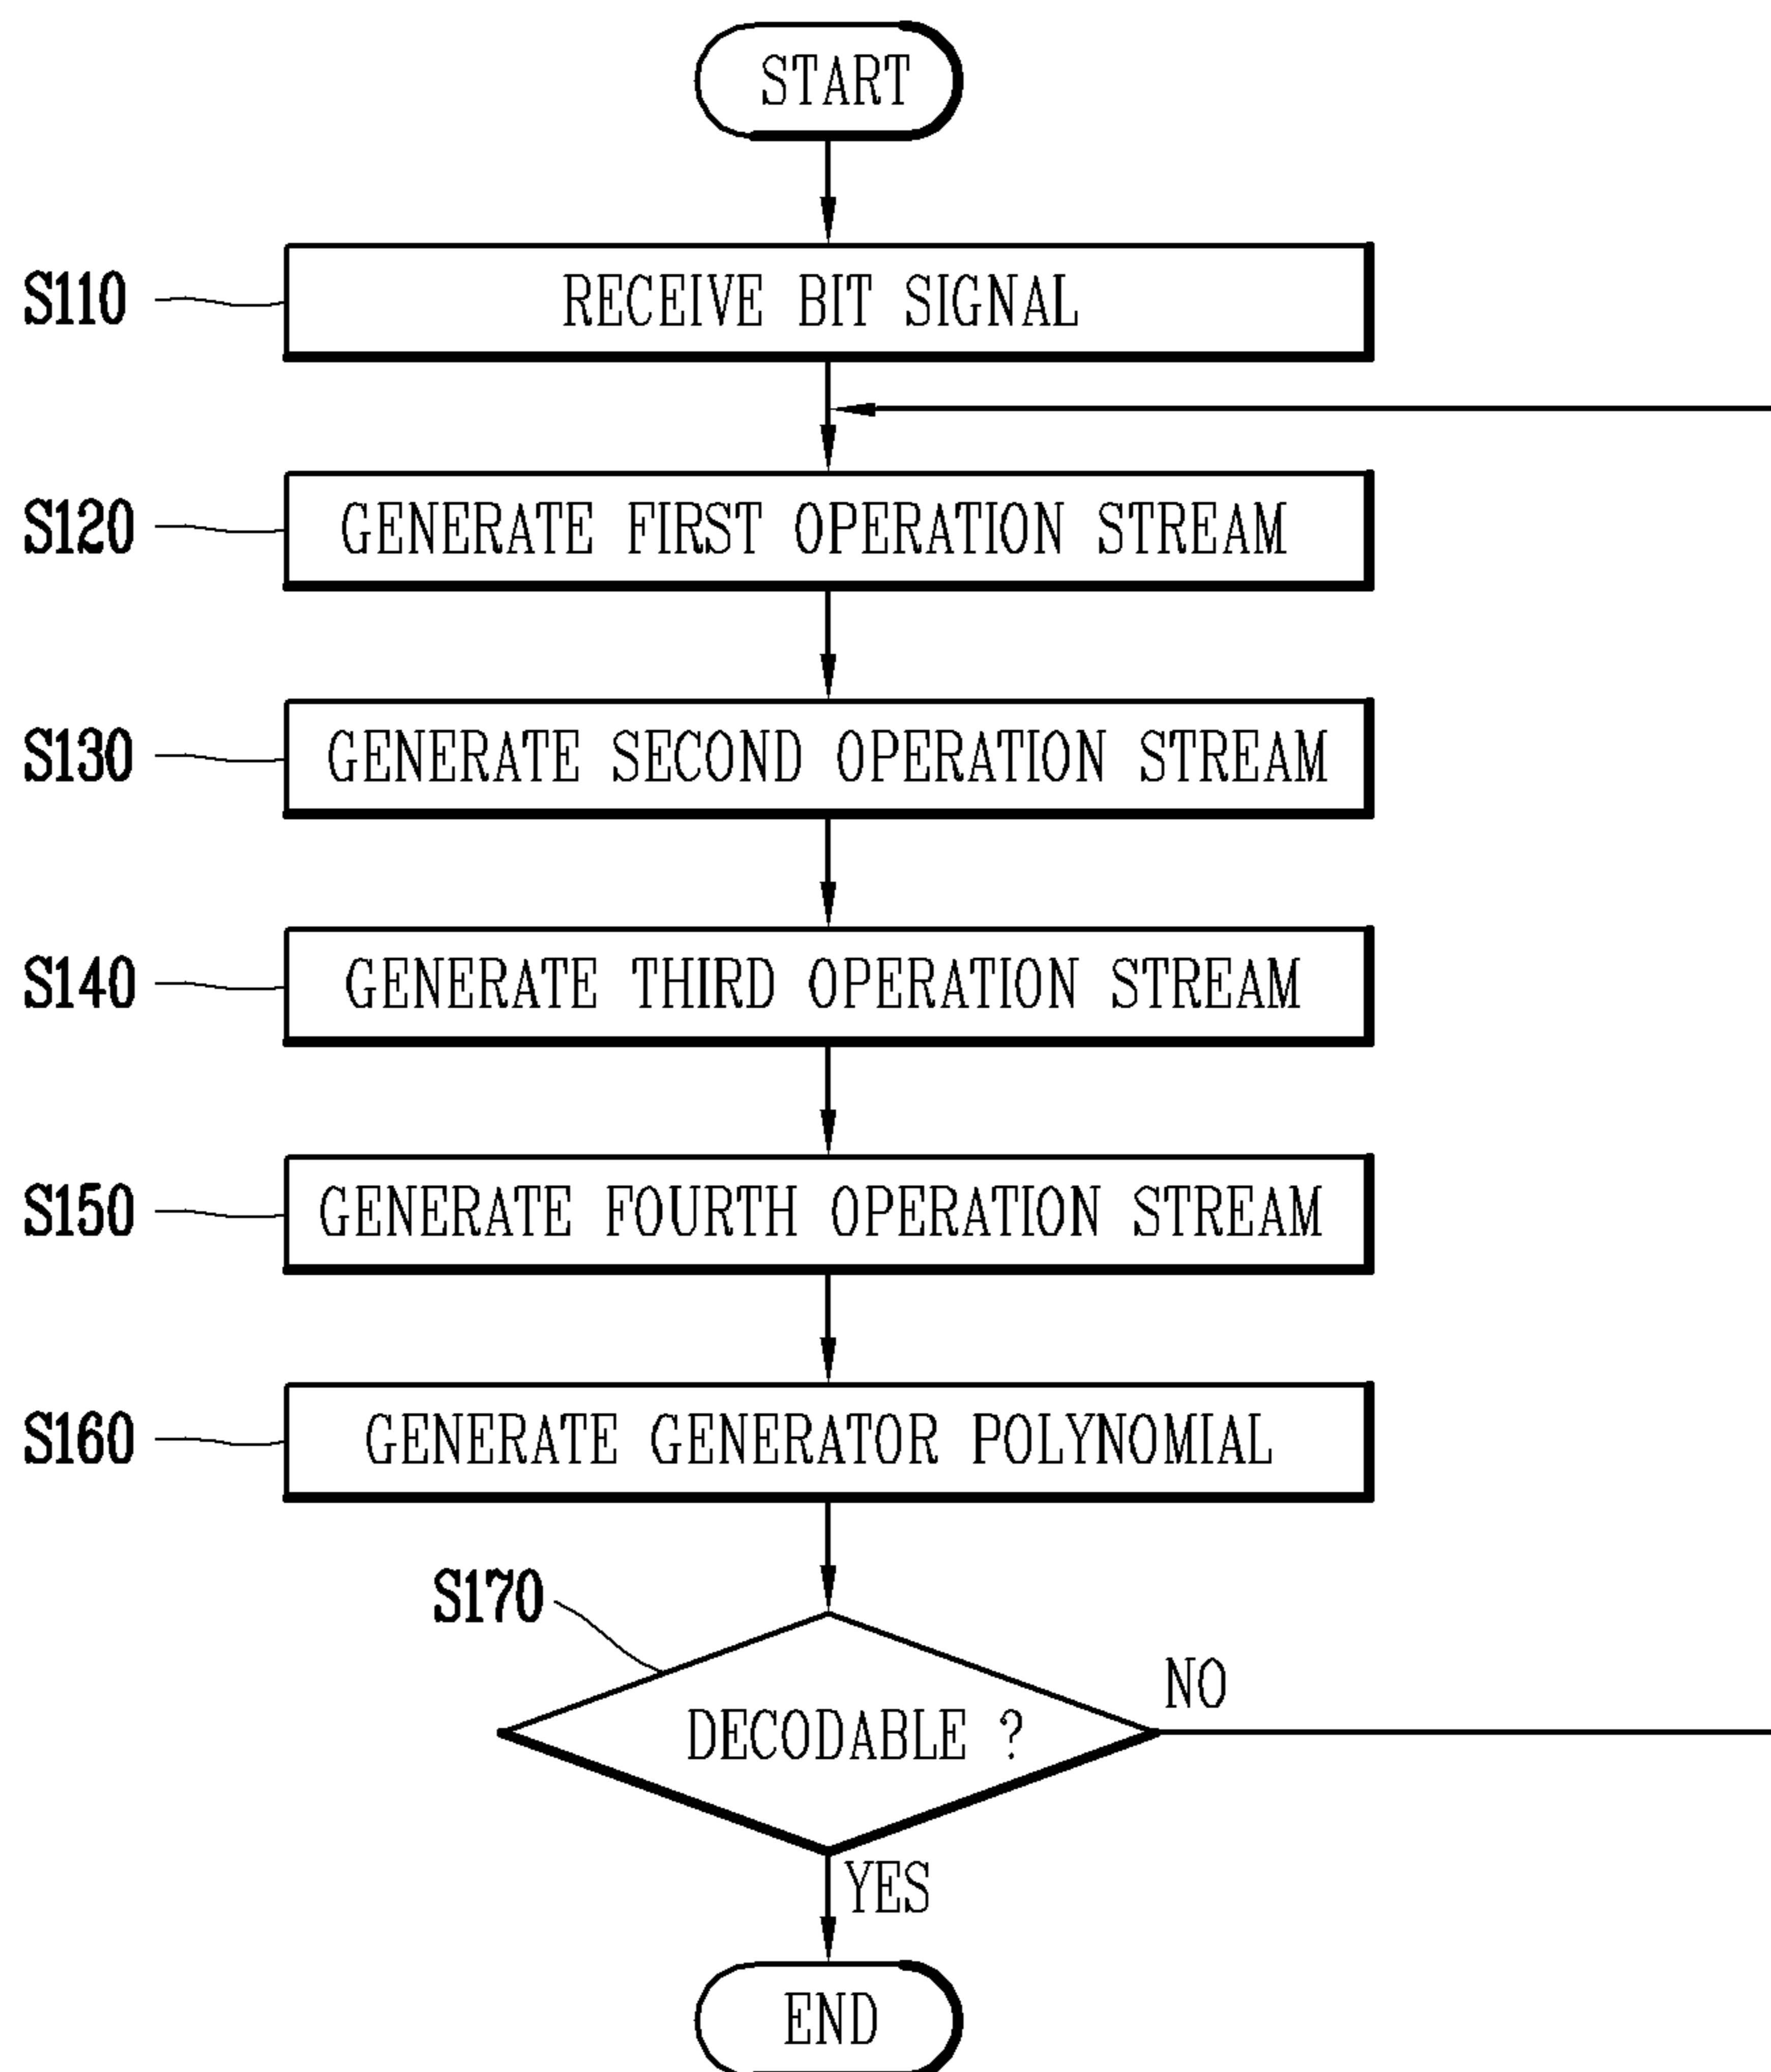 START
S110
RECEIVE BIT SIGNAL
S120
GENERATE FIRST OPERATION STREAM
S130
GENERATE SECOND OPERATION STREAM
S140
GENERATE THIRD OPERATION STREAM
S150
GENERATE FOURTH OPERATION STREAM
S160
GENERATE GENERATOR POLYNOMIAL
S170
NO
DECODABLE ?
YES
END